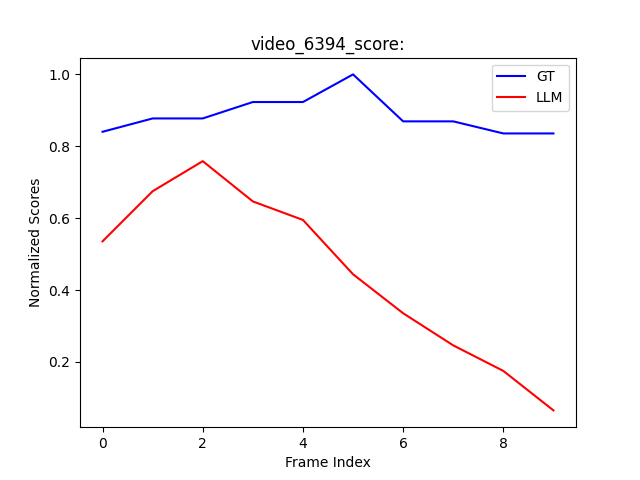 video_6394_score:
GT
LLM
Normalized Scores
1.0
0.8
0.6
0.4
0.2
0 2 4 6 8
Frame Index